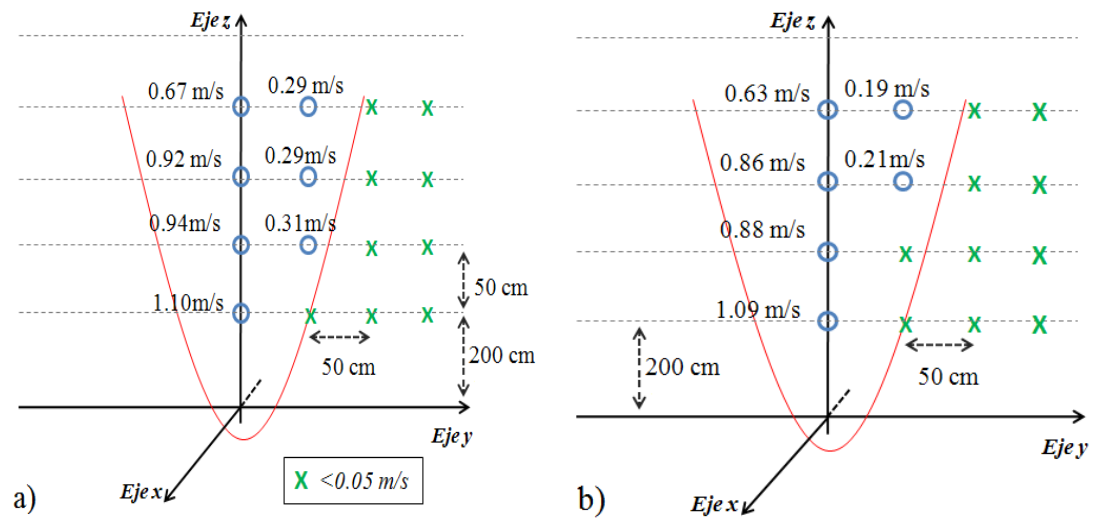 Eje z
0.67 m/s
0.29 m/s
X
X
0.92 m/s
0.29m/s
X
X
0.94m/s
0.31m/s
X
X
50 cm
1.10m/s
X
X
X
50 cm
200 cm
Eje y
Eje x
X <0.05 m/s
a)
Eje z
0.63 m/s
0.19 m/s
X
X
0.86 m/s
0.21m/s
X
X
0.88 m/s
X
X
X
1.09 m/s
X
X
X
200 cm
50 cm
Eje y
Eje x
b)